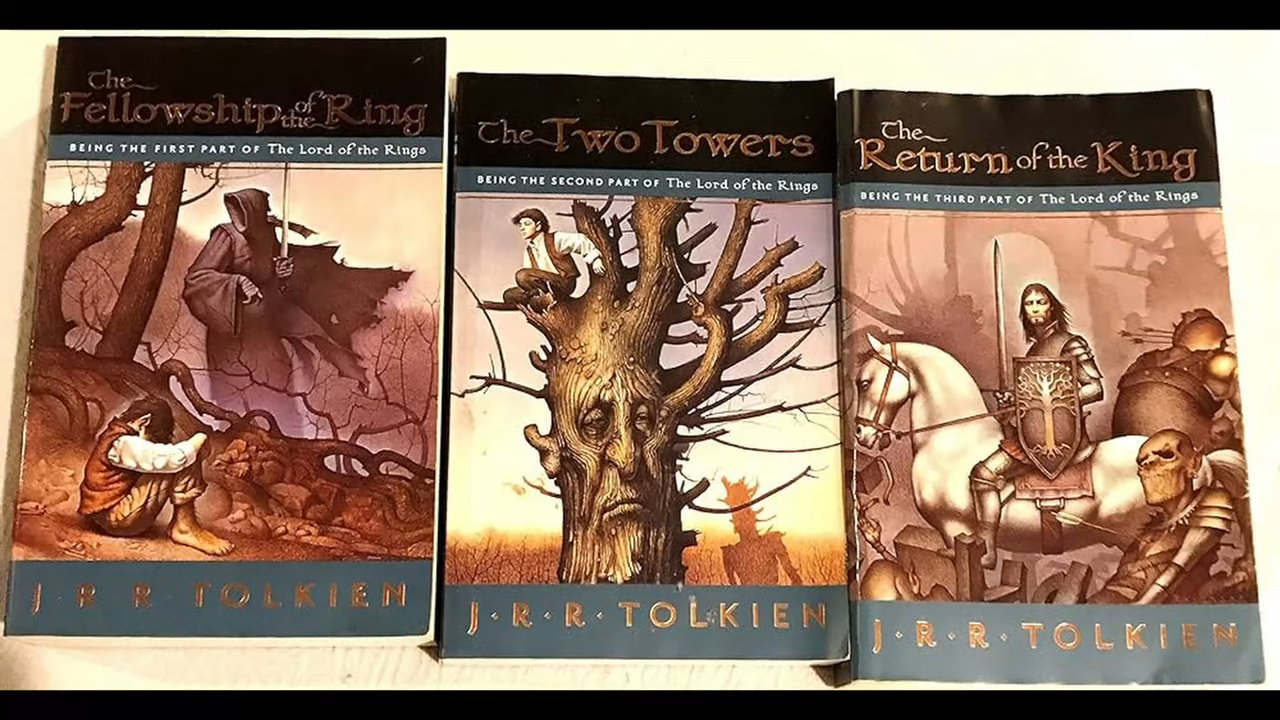 The
Fellowship of the Ring
BEING THE FIRST PART OF The Lord of the Rings
J R R TOLKIEN
The Two Towers
BEING THE SECOND PART OF The Lord of the Rings
J·R·R·TOLKIEN
The
Return of the King
BEING THE THIRD PART OF The Lord of the Rings
J·R·R·TOLKIEN